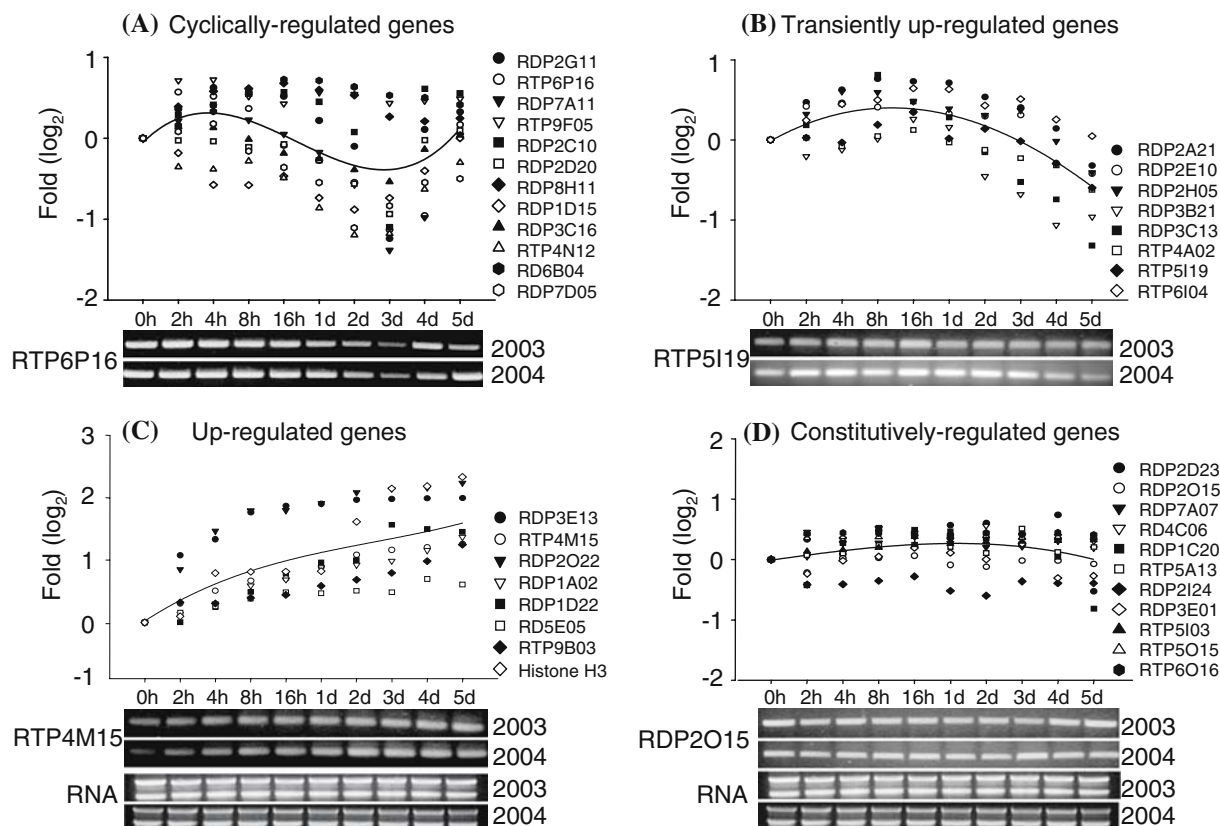 (A) Cyclically-regulated genes
Fold (log2)
1
0
-1
-2
0h 2h 4h 8h 16h 1d 2d 3d 4d 5d
RDP2G11
RTP6P16
RDP7A11
RTP9F05
RDP2C10
RDP2D20
RDP8H11
RDP1D15
RDP3C16
RTP4N12
RD6B04
RDP7D05
RTP6P16
2003
2004
(B) Transiently up-regulated genes
Fold (log2)
1
0
-1
-2
0h 2h 4h 8h 16h 1d 2d 3d 4d 5d
RDP2A21
RDP2E10
RDP2H05
RDP3B21
RDP3C13
RTP4A02
RTP5I19
RTP6I04
RTP5I19
2003
2004
(C) Up-regulated genes
Fold (log2)
3
2
1
0
-1
0h 2h 4h 8h 16h 1d 2d 3d 4d 5d
RDP3E13
RTP4M15
RDP2O22
RDP1A02
RDP1D22
RD5E05
RTP9B03
Histone H3
RTP4M15
2003
2004
RNA
2003
2004
(D) Constitutively-regulated genes
Fold (log2)
2
1
0
-1
-2
0h 2h 4h 8h 16h 1d 2d 3d 4d 5d
RDP2D23
RDP2O15
RDP7A07
RD4C06
RDP1C20
RTP5A13
RDP2I24
RDP3E01
RTP5I03
RTP5O15
RTP6O16
RDP2O15
2003
2004
RNA
2003
2004